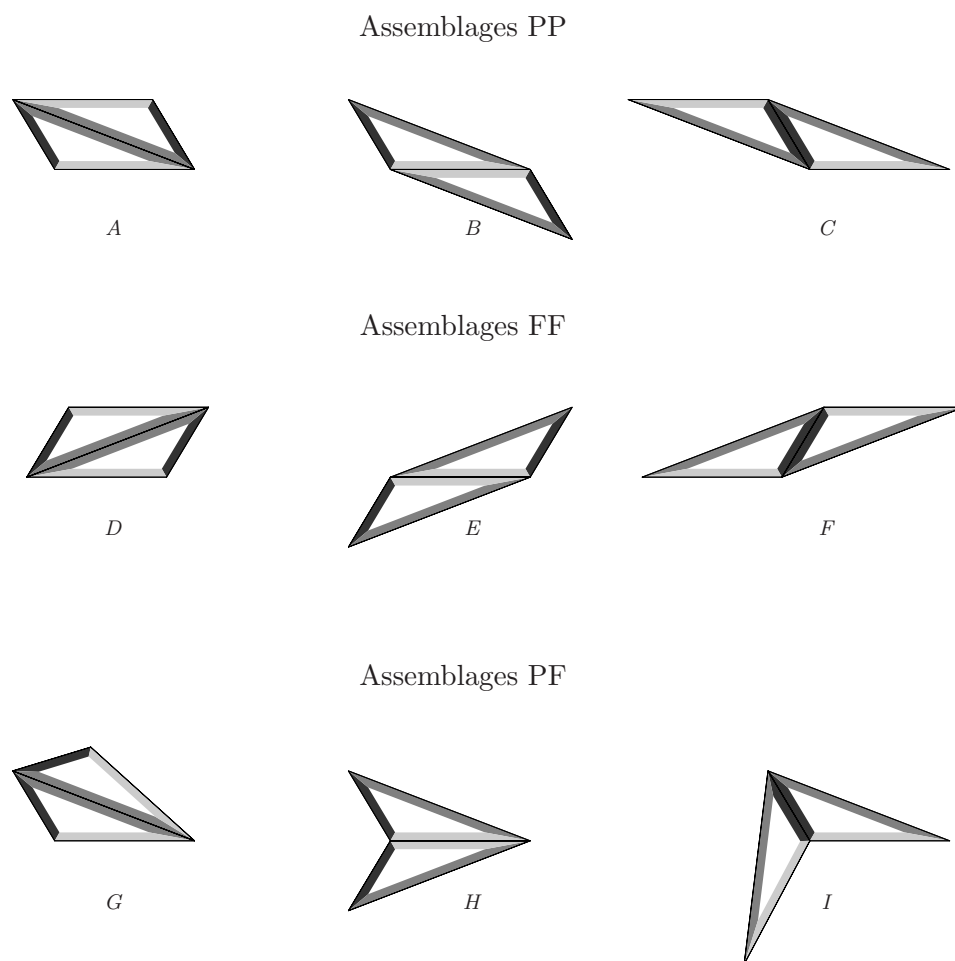 Assemblages PP
A B C
Assemblages FF
D E F
Assemblages PF
G H I